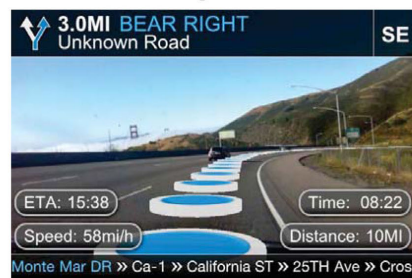 3.0MI BEAR RIGHT
Unknown Road
SE
ETA: 15:38
Time: 08:22
Speed: 58mi/h
Distance: 10MI
Monte Mar DR » Ca-1 » California ST » 25TH Ave » Cros